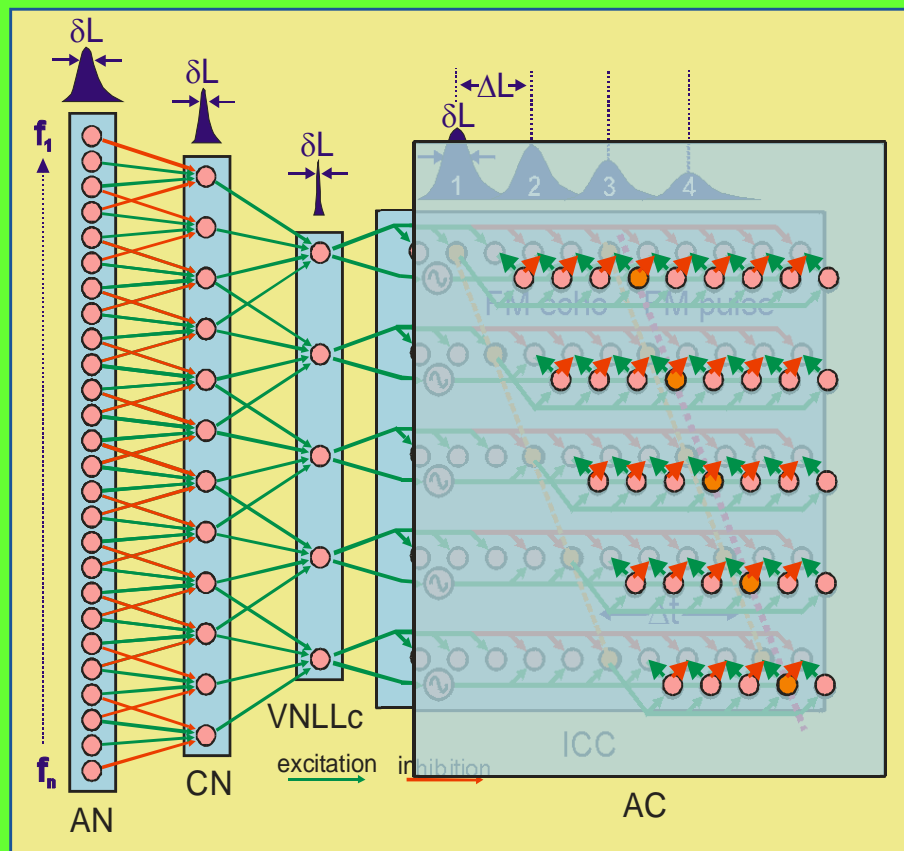 δL
δL
δL
ΔL
δL
1 2 3 4
f1
FM echo FM pulse
Δt
fn
VNLLc
ICC
excitation inhibition
CN
AC
AN